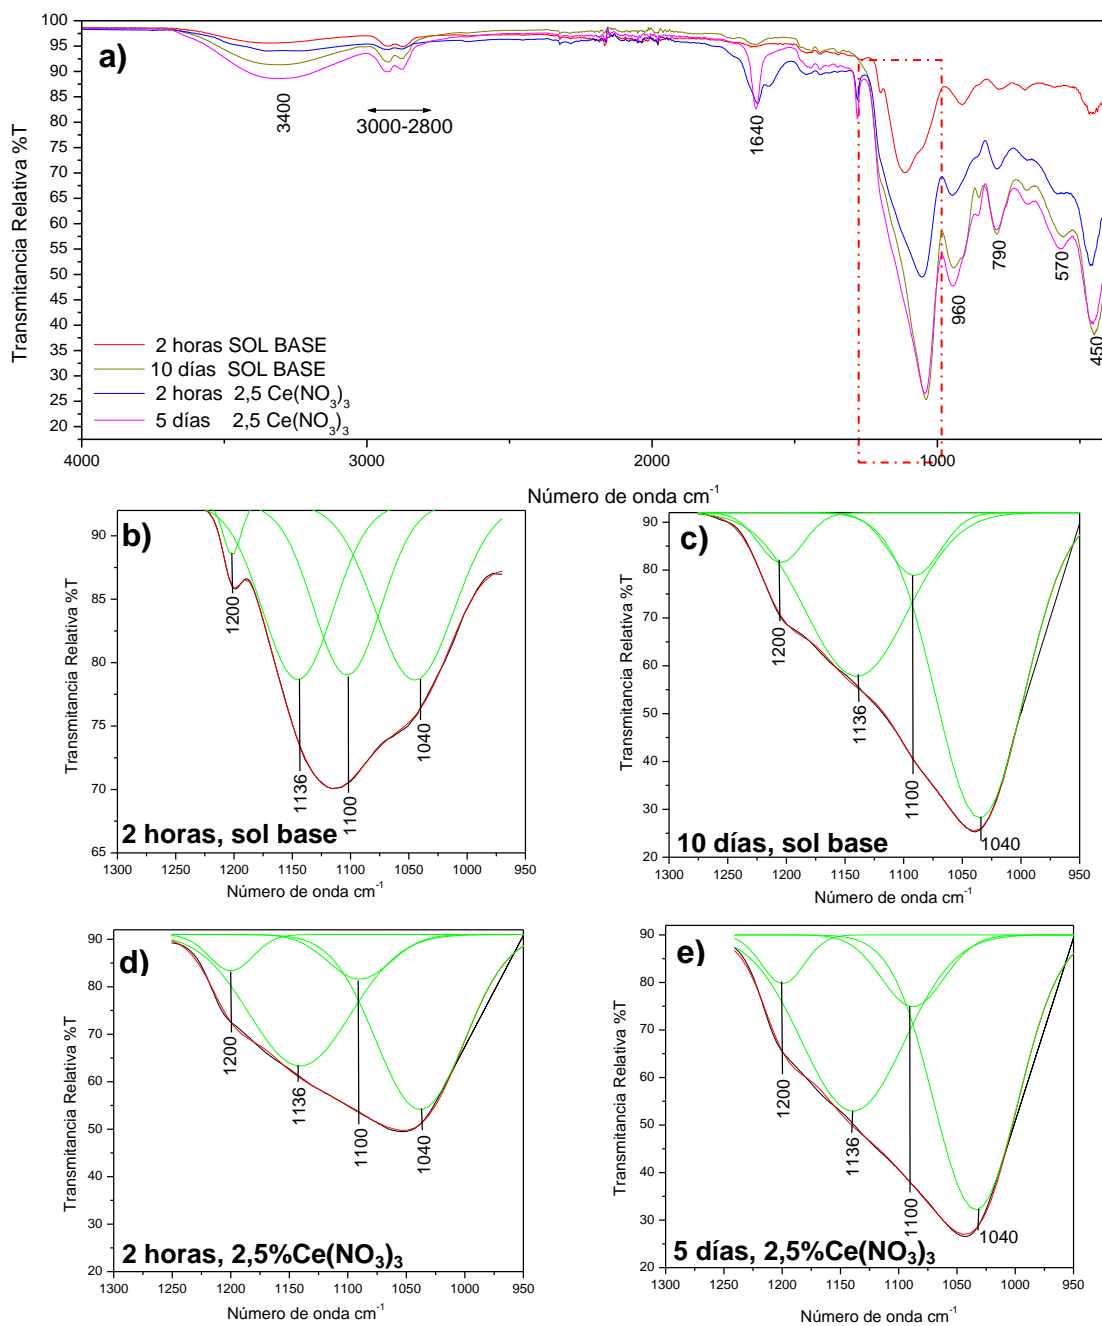 a)
Transmitancia Relativa %T
100
95
90
85
80
75
70
65
60
55
50
45
40
35
30
25
20
3400
3000-2800
1640
960
790
570
450
2 horas SOL BASE
10 días SOL BASE
2 horas 2,5 Ce(NO₃)₃
5 días 2,5 Ce(NO₃)₃
4000 3000 2000 1000
Número de onda cm⁻¹
b)
Transmitancia Relativa %T
90
85
80
75
70
65
1200
1136
1100
1040
2 horas, sol base
1300 1250 1200 1150 1100 1050 1000 950
Número de onda cm⁻¹
c)
Transmitancia Relativa %T
90
80
70
60
50
40
30
20
1200
1136
1100
1040
10 días, sol base
1300 1250 1200 1150 1100 1050 1000 950
Número de onda cm⁻¹
d)
Transmitancia Relativa %T
90
80
70
60
50
40
30
20
1200
1136
1100
1040
2 horas, 2,5%Ce(NO₃)₃
1300 1250 1200 1150 1100 1050 1000 950
Número de onda cm⁻¹
e)
Transmitancia Relativa %T
90
80
70
60
50
40
30
20
1200
1136
1100
1040
5 días, 2,5%Ce(NO₃)₃
1300 1250 1200 1150 1100 1050 1000 950
Número de onda cm⁻¹